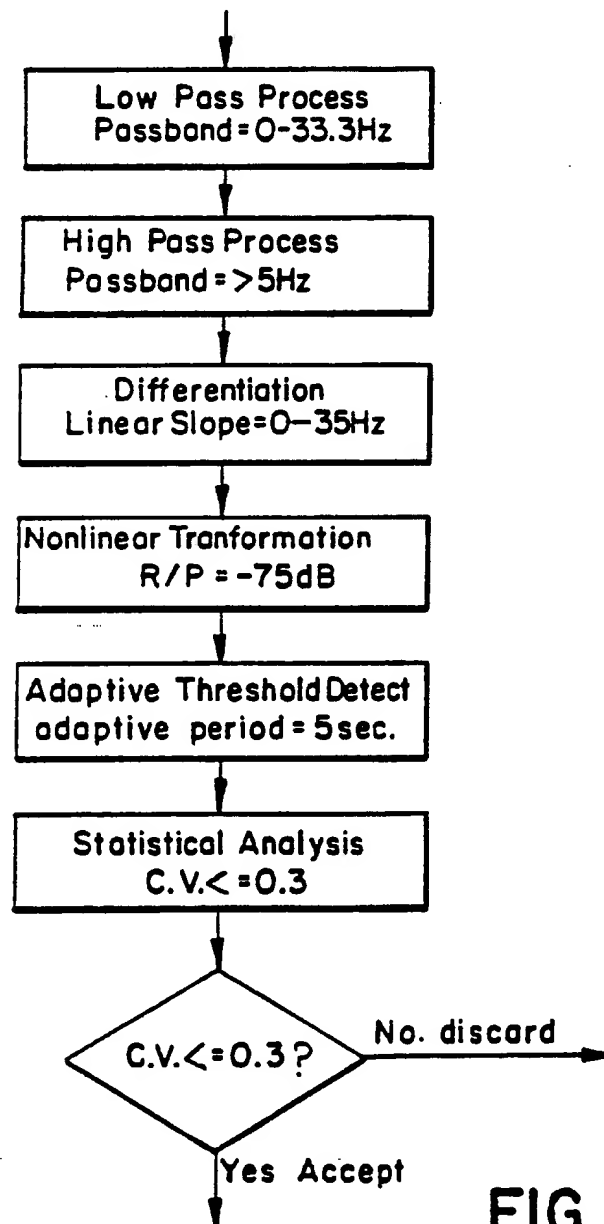 Low Pass Process
Passband=0-33.3Hz
High Pass Process
Passband=>5Hz
Differentiation
Linear Slope=0-35Hz
Nonlinear Tranformation
R/P=-75dB
Adaptive Threshold Detect
adaptive period=5sec.
Statistical Analysis
C.V.<=0.3
C.V.<=0.3?
No. discard
Yes Accept
FIG